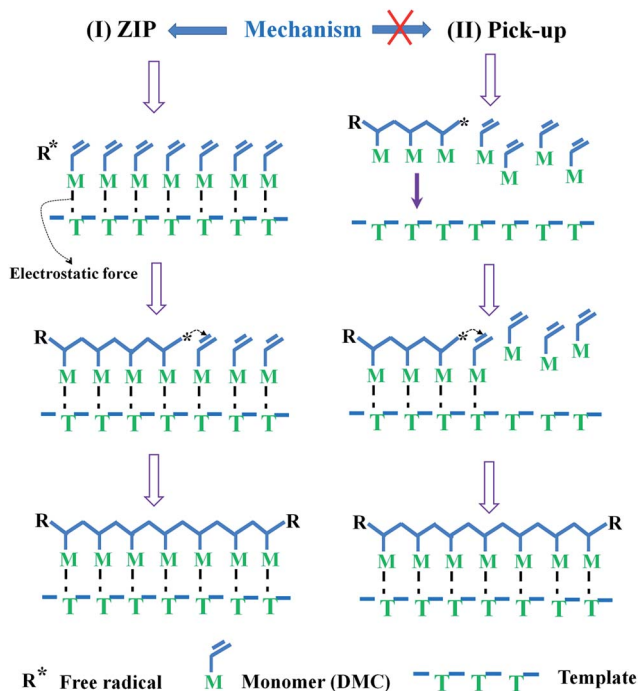 (I) ZIP Mechanism (II) Pick-up
R*
M M M M M M M
T T T T T T T
Electrostatic force
R *
M M M M M M M
T T T T T T T
R *
M M M M M M M
T T T T T T T
R *
M M M M M M M
T T T T T T T
R R
M M M M M M M
T T T T T T T
R R
M M M M M M M
T T T T T T T
R* Free radical
M Monomer (DMC)
T T T Template